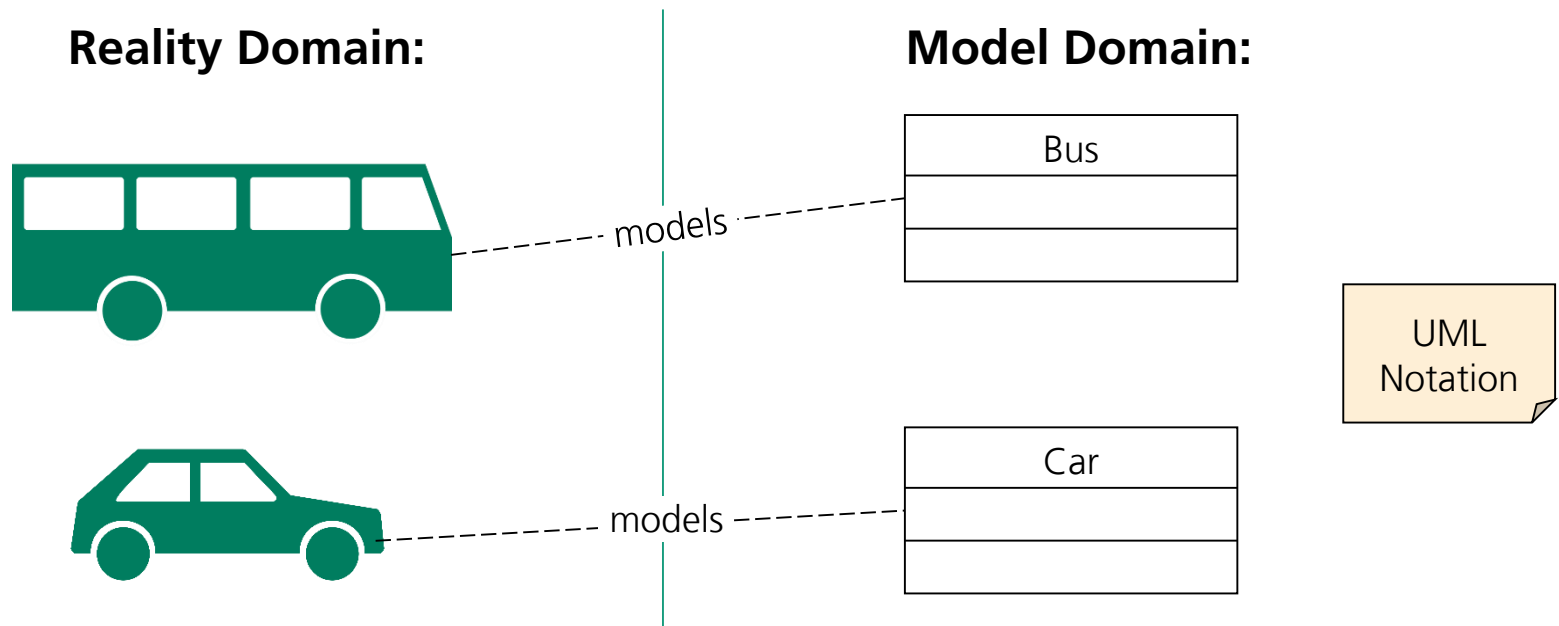 Reality Domain:
Model Domain:
Bus
models
UML
Notation
Car
models